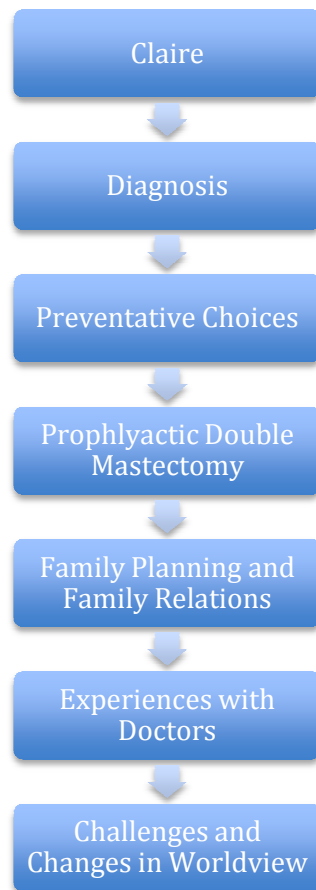 Claire
Diagnosis
Preventative Choices
Prophlyactic Double
Mastectomy
Family Planning and
Family Relations
Experiences with
Doctors
Challenges and
Changes in Worldview